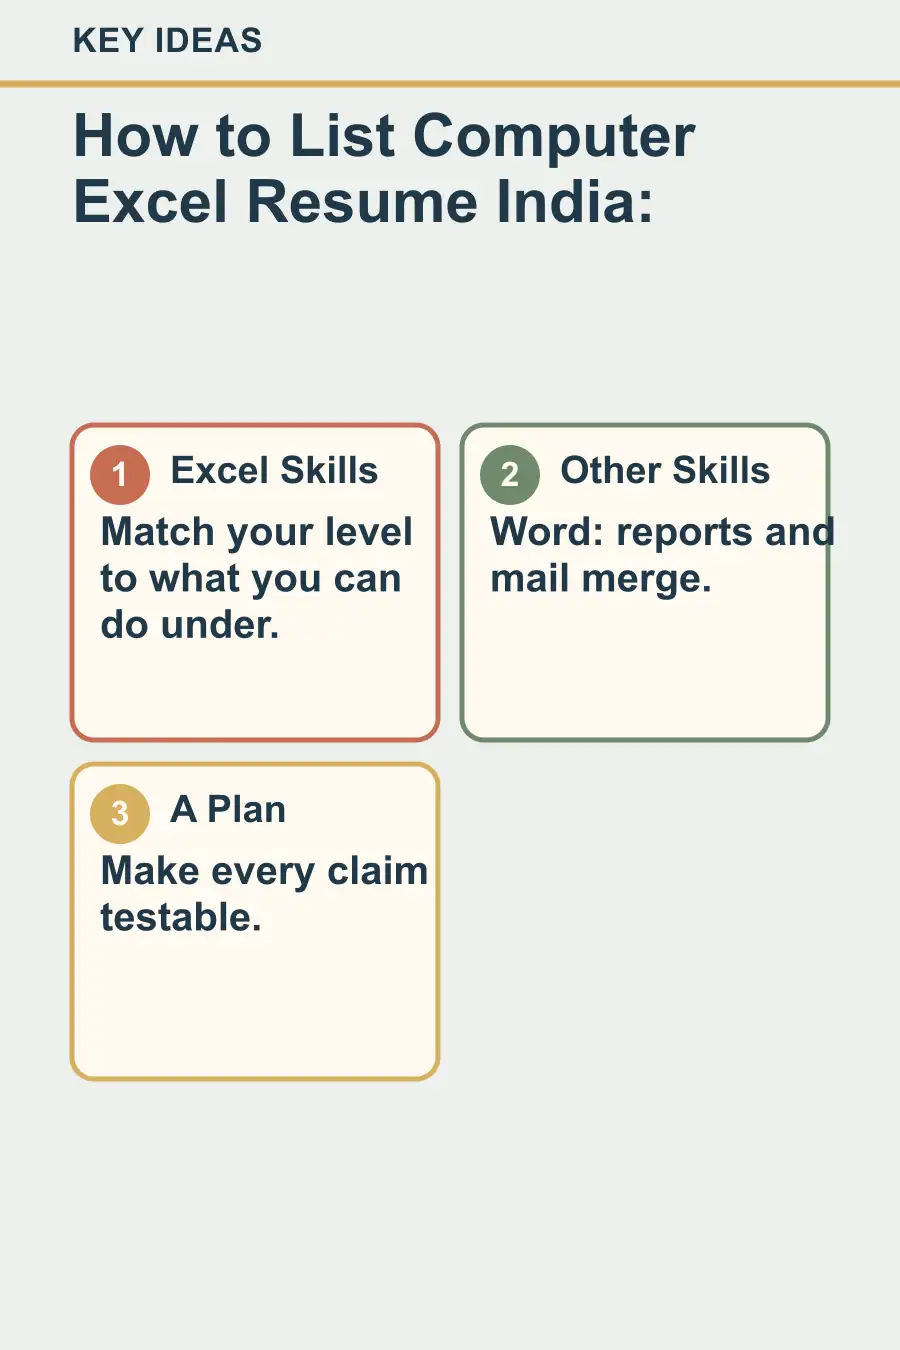 KEY IDEAS
How to List Computer
Excel Resume India:
1 Excel Skills
Match your level
to what you can
do under.
2 Other Skills
Word: reports and
mail merge.
3 A Plan
Make every claim
testable.